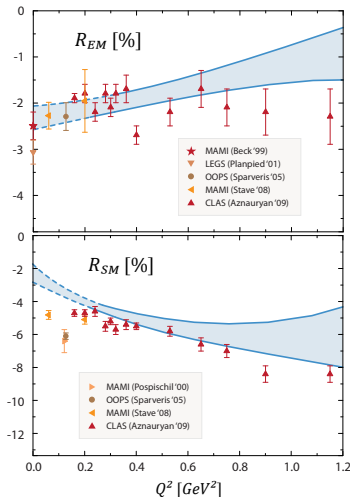 R_EM [%]
0
-1
-2
-3
-4
MAMI (Beck '99)
LEGS (Planpied '01)
OOPS (Sparveris '05)
MAMI (Stave '08)
CLAS (Aznauryan '09)
R_SM [%]
0
-2
-4
-6
-8
-10
-12
MAMI (Pospischil '00)
OOPS (Sparveris '05)
MAMI (Stave '08)
CLAS (Aznauryan '09)
0.0 0.2 0.4 0.6 0.8 1.0 1.2
Q² [GeV²]